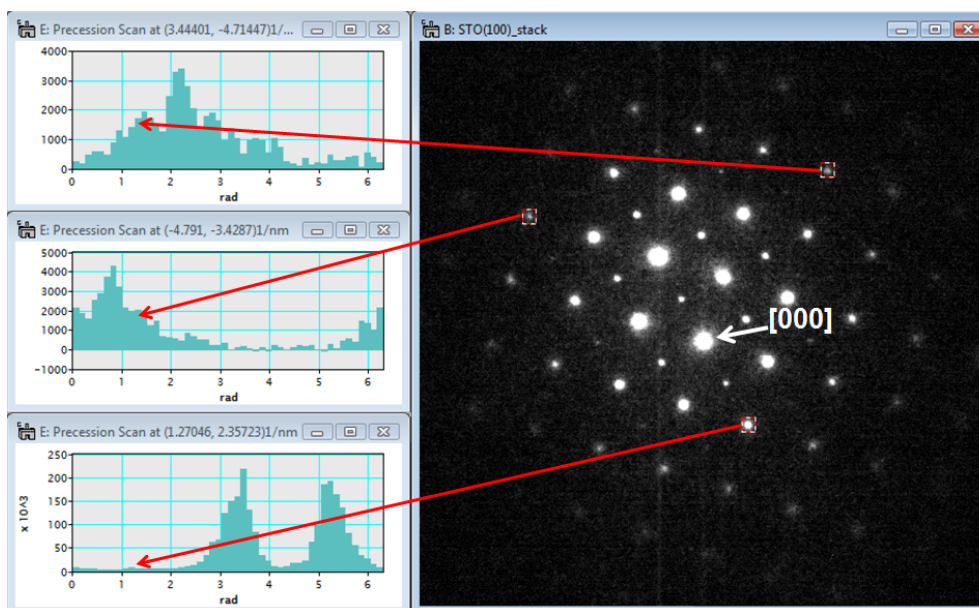 E: Precession Scan at (3.44401, -4.71447)1/...
4000
3000
2000
1000
0
0 1 2 3 4 5 6
rad
E: Precession Scan at (-4.791, -3.4287)1/nm
5000
4000
3000
2000
1000
0
-1000
0 1 2 3 4 5 6
rad
E: Precession Scan at (1.27046, 2.35723)1/nm
250
200
150
100
50
0
x 10^3
0 1 2 3 4 5 6
rad
B: STO(100)_stack
[000]